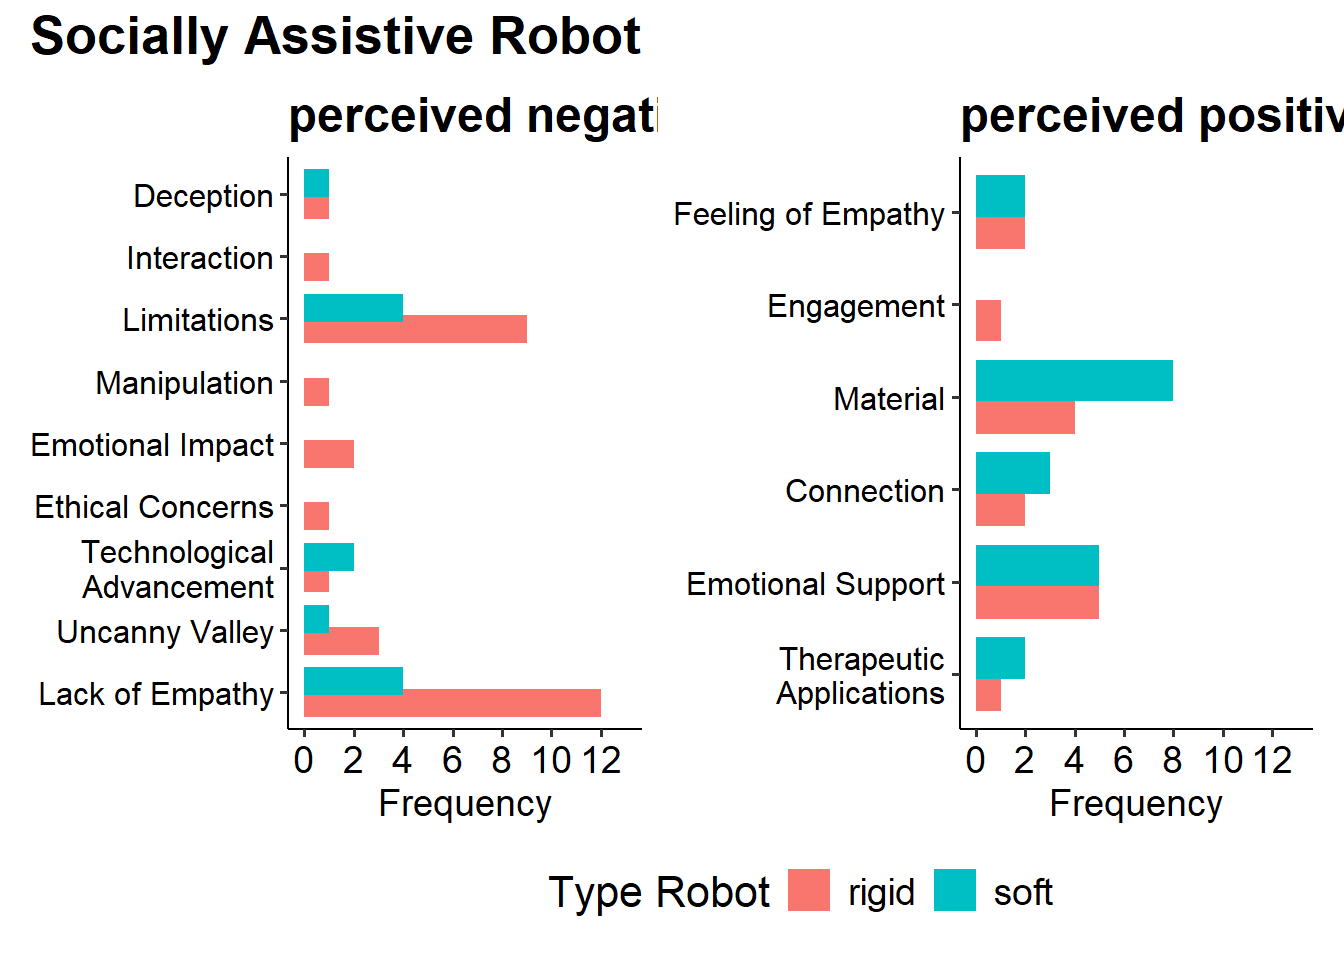 Socially Assistive Robot
perceived negati
Deception
Interaction
Limitations
Manipulation
Emotional Impact
Ethical Concerns
Technological
Advancement
Uncanny Valley
Lack of Empathy
0 2 4 6 8 10 12
Frequency
perceived positiv
Feeling of Empathy
Engagement
Material
Connection
Emotional Support
Therapeutic
Applications
0 2 4 6 8 10 12
Frequency
Type Robot rigid soft